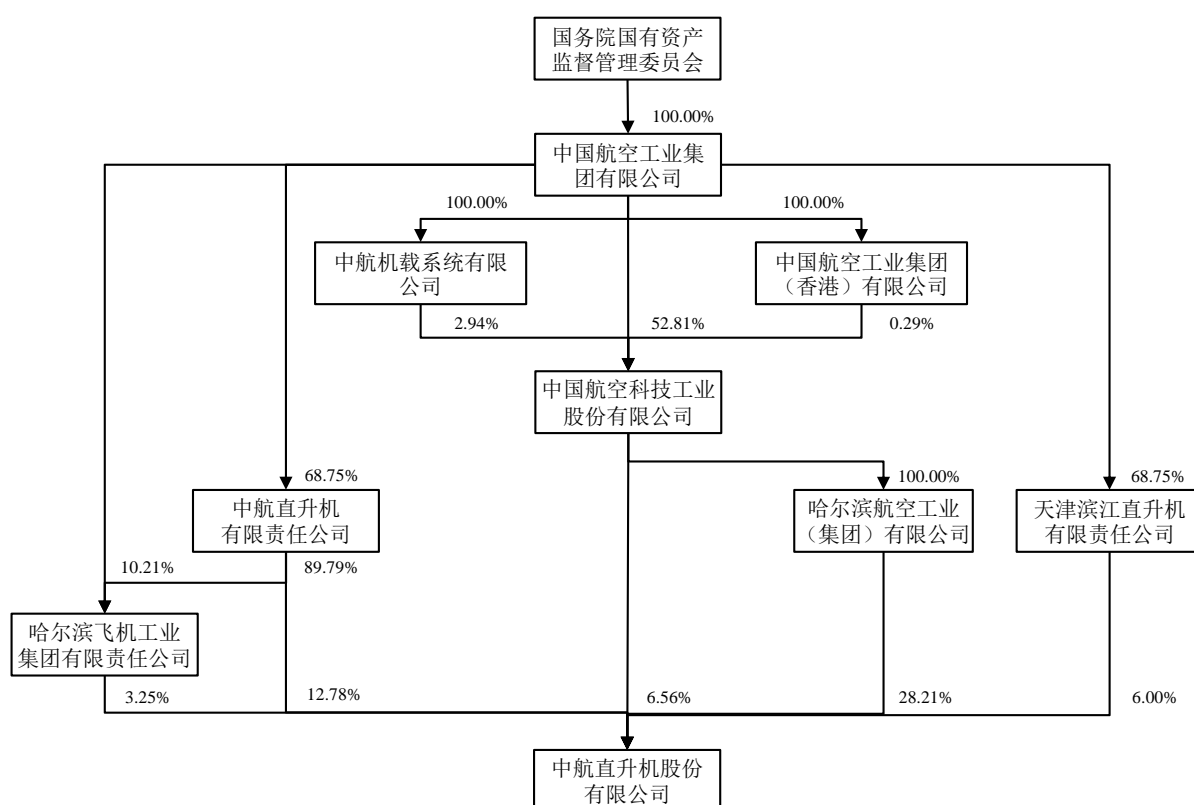 国务院国有资产
监督管理委员会
100.00%
中国航空工业集
团有限公司
100.00%
100.00%
中航机载系统有限
公司
中国航空工业集团
（香港）有限公司
2.94%
52.81%
0.29%
中国航空科技工业
股份有限公司
68.75%
100.00%
68.75%
中航直升机
有限责任公司
哈尔滨航空工业
（集团）有限公司
天津滨江直升机
有限责任公司
10.21%
89.79%
哈尔滨飞机工业
集团有限责任公司
3.25%
12.78%
6.56%
28.21%
6.00%
中航直升机股份
有限公司